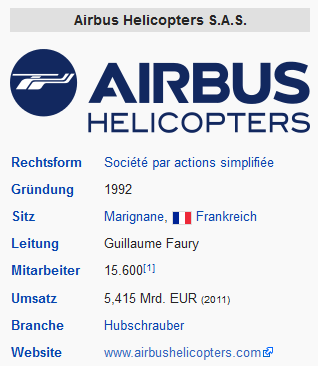 Airbus Helicopters S.A.S.
AIRBUS
HELICOPTERS
Rechtsform Société par actions simplifiée
Gründung 1992
Sitz Marignane, Frankreich
Leitung Guillaume Faury
Mitarbeiter 15.600[1]
Umsatz 5,415 Mrd. EUR (2011)
Branche Hubschrauber
Website www.airbushelicopters.com